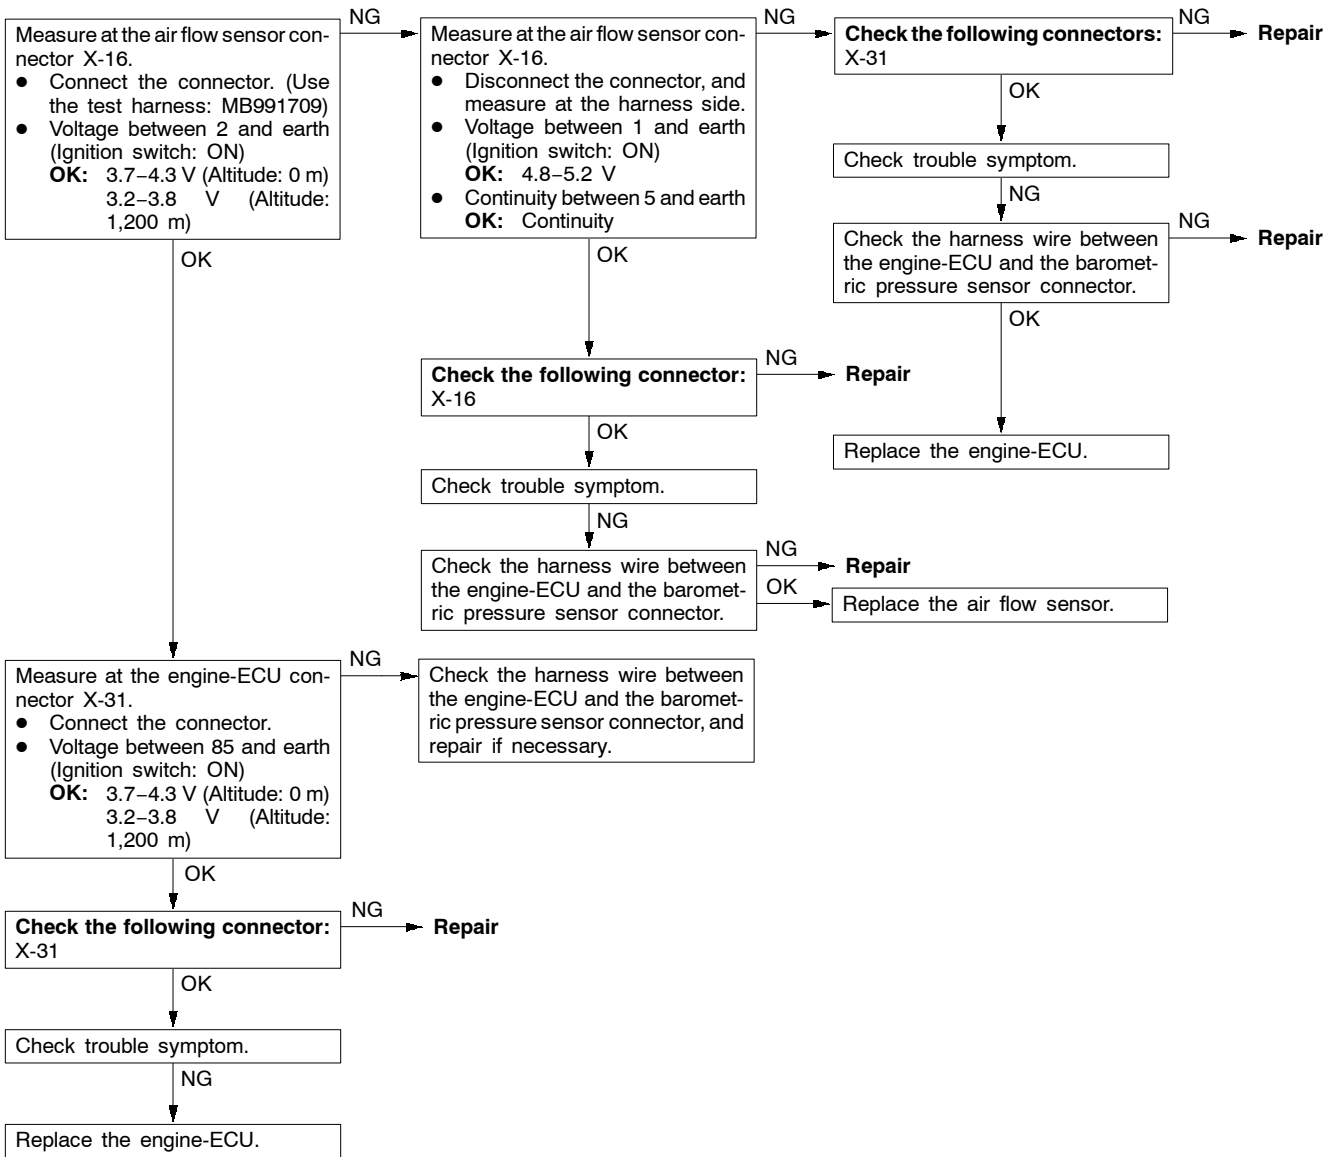 Measure at the air flow sensor con-
nector X-16.
● Connect the connector. (Use
the test harness: MB991709)
● Voltage between 2 and earth
(Ignition switch: ON)
OK: 3.7–4.3 V (Altitude: 0 m)
3.2–3.8 V (Altitude:
1,200 m)
NG
OK
Measure at the air flow sensor con-
nector X-16.
● Disconnect the connector, and
measure at the harness side.
● Voltage between 1 and earth
(Ignition switch: ON)
OK: 4.8–5.2 V
● Continuity between 5 and earth
OK: Continuity
NG
OK
Check the following connectors:
X-31
NG
Repair
OK
Check trouble symptom.
NG
Check the harness wire between
the engine-ECU and the baromet-
ric pressure sensor connector.
NG
Repair
OK
Replace the engine-ECU.
Check the following connector:
X-16
NG
Repair
OK
Check trouble symptom.
NG
Check the harness wire between
the engine-ECU and the baromet-
ric pressure sensor connector.
NG
Repair
OK
Replace the air flow sensor.
Measure at the engine-ECU con-
nector X-31.
● Connect the connector.
● Voltage between 85 and earth
(Ignition switch: ON)
OK: 3.7–4.3 V (Altitude: 0 m)
3.2–3.8 V (Altitude:
1,200 m)
NG
Check the harness wire between
the engine-ECU and the baromet-
ric pressure sensor connector, and
repair if necessary.
OK
Check the following connector:
X-31
NG
Repair
OK
Check trouble symptom.
NG
Replace the engine-ECU.